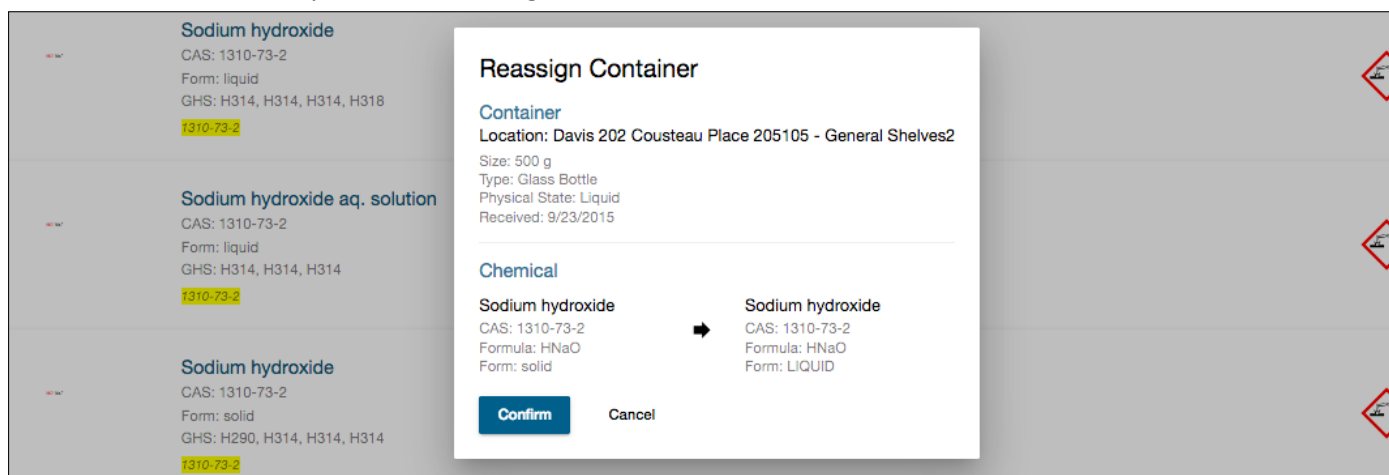 Sodium hydroxide
CAS: 1310-73-2
Form: liquid
GHS: H314, H314, H314, H318
1310-73-2
Sodium hydroxide aq. solution
CAS: 1310-73-2
Form: liquid
GHS: H314, H314, H314
1310-73-2
Sodium hydroxide
CAS: 1310-73-2
Form: solid
GHS: H290, H314, H314, H314
1310-73-2
Reassign Container
Container
Location: Davis 202 Cousteau Place 205105 - General Shelves2
Size: 500 g
Type: Glass Bottle
Physical State: Liquid
Received: 9/23/2015
Chemical
Sodium hydroxide
CAS: 1310-73-2
Formula: HNaO
Form: solid
Sodium hydroxide
CAS: 1310-73-2
Formula: HNaO
Form: LIQUID
Confirm
Cancel